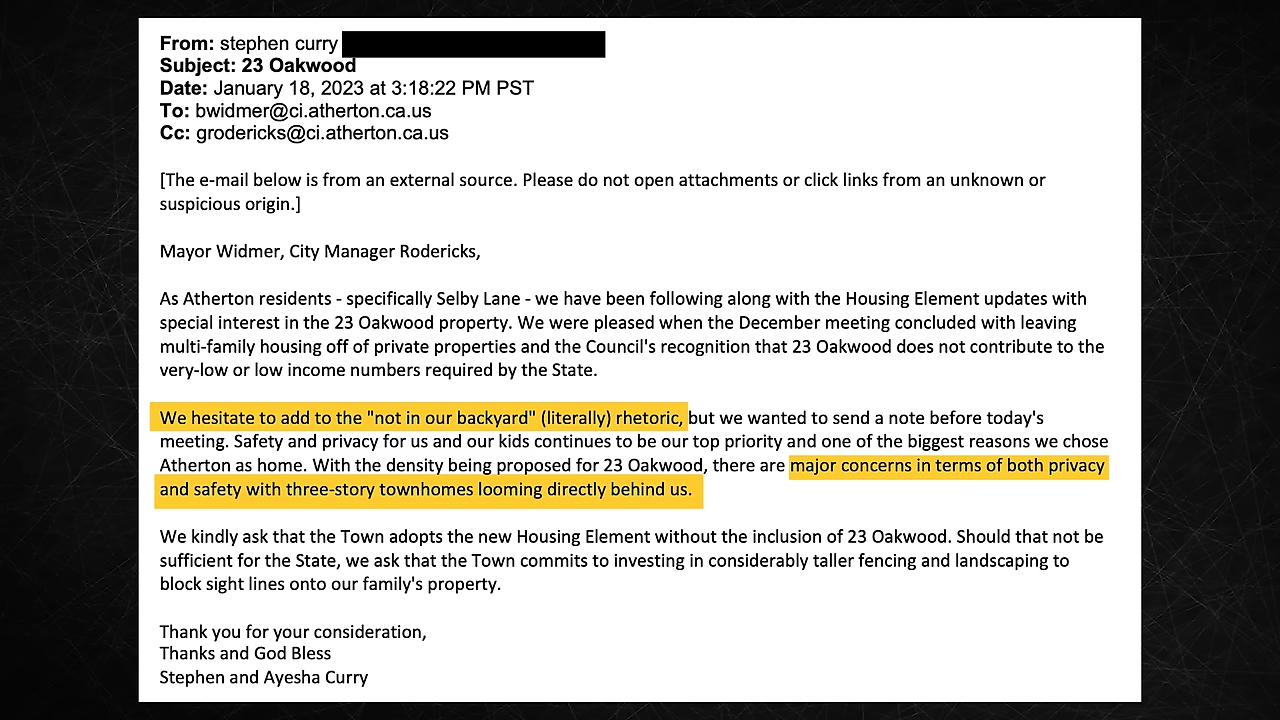 From: stephen curry
Subject: 23 Oakwood
Date: January 18, 2023 at 3:18:22 PM PST
To: bwidmer@ci.atherton.ca.us
Cc: grodericks@ci.atherton.ca.us
[The e-mail below is from an external source. Please do not open attachments or click links from an unknown or
suspicious origin.]
Mayor Widmer, City Manager Rodericks,
As Atherton residents - specifically Selby Lane - we have been following along with the Housing Element updates with
special interest in the 23 Oakwood property. We were pleased when the December meeting concluded with leaving
multi-family housing off of private properties and the Council's recognition that 23 Oakwood does not contribute to the
very-low or low income numbers required by the State.
We hesitate to add to the "not in our backyard" (literally) rhetoric, but we wanted to send a note before today's
meeting. Safety and privacy for us and our kids continues to be our top priority and one of the biggest reasons we chose
Atherton as home. With the density being proposed for 23 Oakwood, there are major concerns in terms of both privacy
and safety with three-story townhomes looming directly behind us.
We kindly ask that the Town adopts the new Housing Element without the inclusion of 23 Oakwood. Should that not be
sufficient for the State, we ask that the Town commits to investing in considerably taller fencing and landscaping to
block sight lines onto our family's property.
Thank you for your consideration,
Thanks and God Bless
Stephen and Ayesha Curry